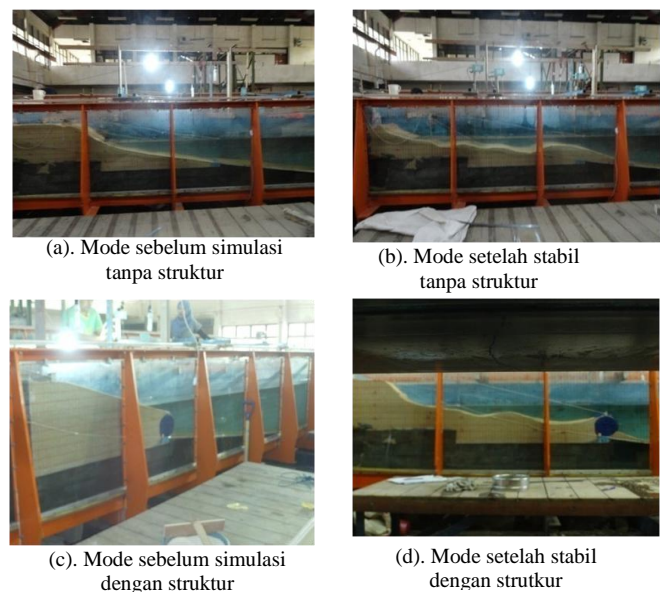 (a). Mode sebelum simulasi
tanpa struktur
(b). Mode setelah stabil
tanpa struktur
(c). Mode sebelum simulasi
dengan struktur
(d). Mode setelah stabil
dengan strutkur